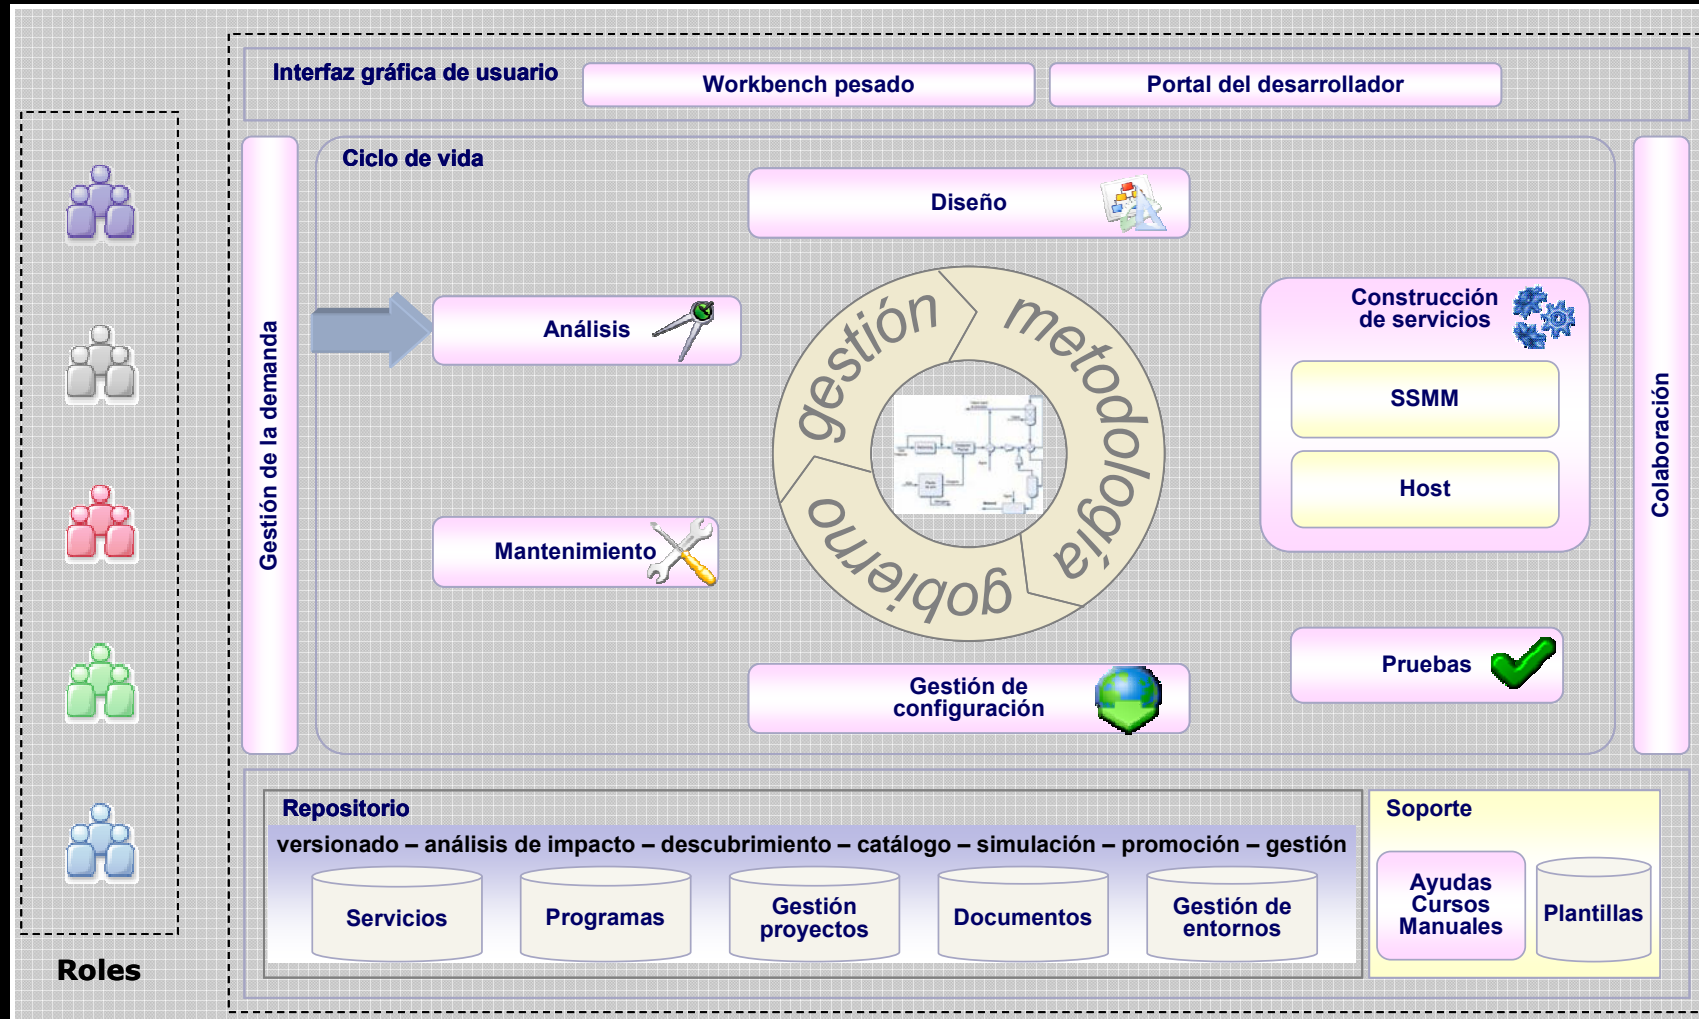 Interfaz gráfica de usuario
Workbench pesado
Portal del desarrollador
Ciclo de vida
Diseño
Gestión de la demanda
Análisis
gestión
metodología
gobierno
Construcción
de servicios
SSMM
Host
Colaboración
Mantenimiento
Pruebas
Gestión de
configuración
Repositorio
versionado – análisis de impacto – descubrimiento – catálogo – simulación – promoción – gestión
Servicios
Programas
Gestión
proyectos
Documentos
Gestión de
entornos
Soporte
Ayudas
Cursos
Manuales
Plantillas
Roles